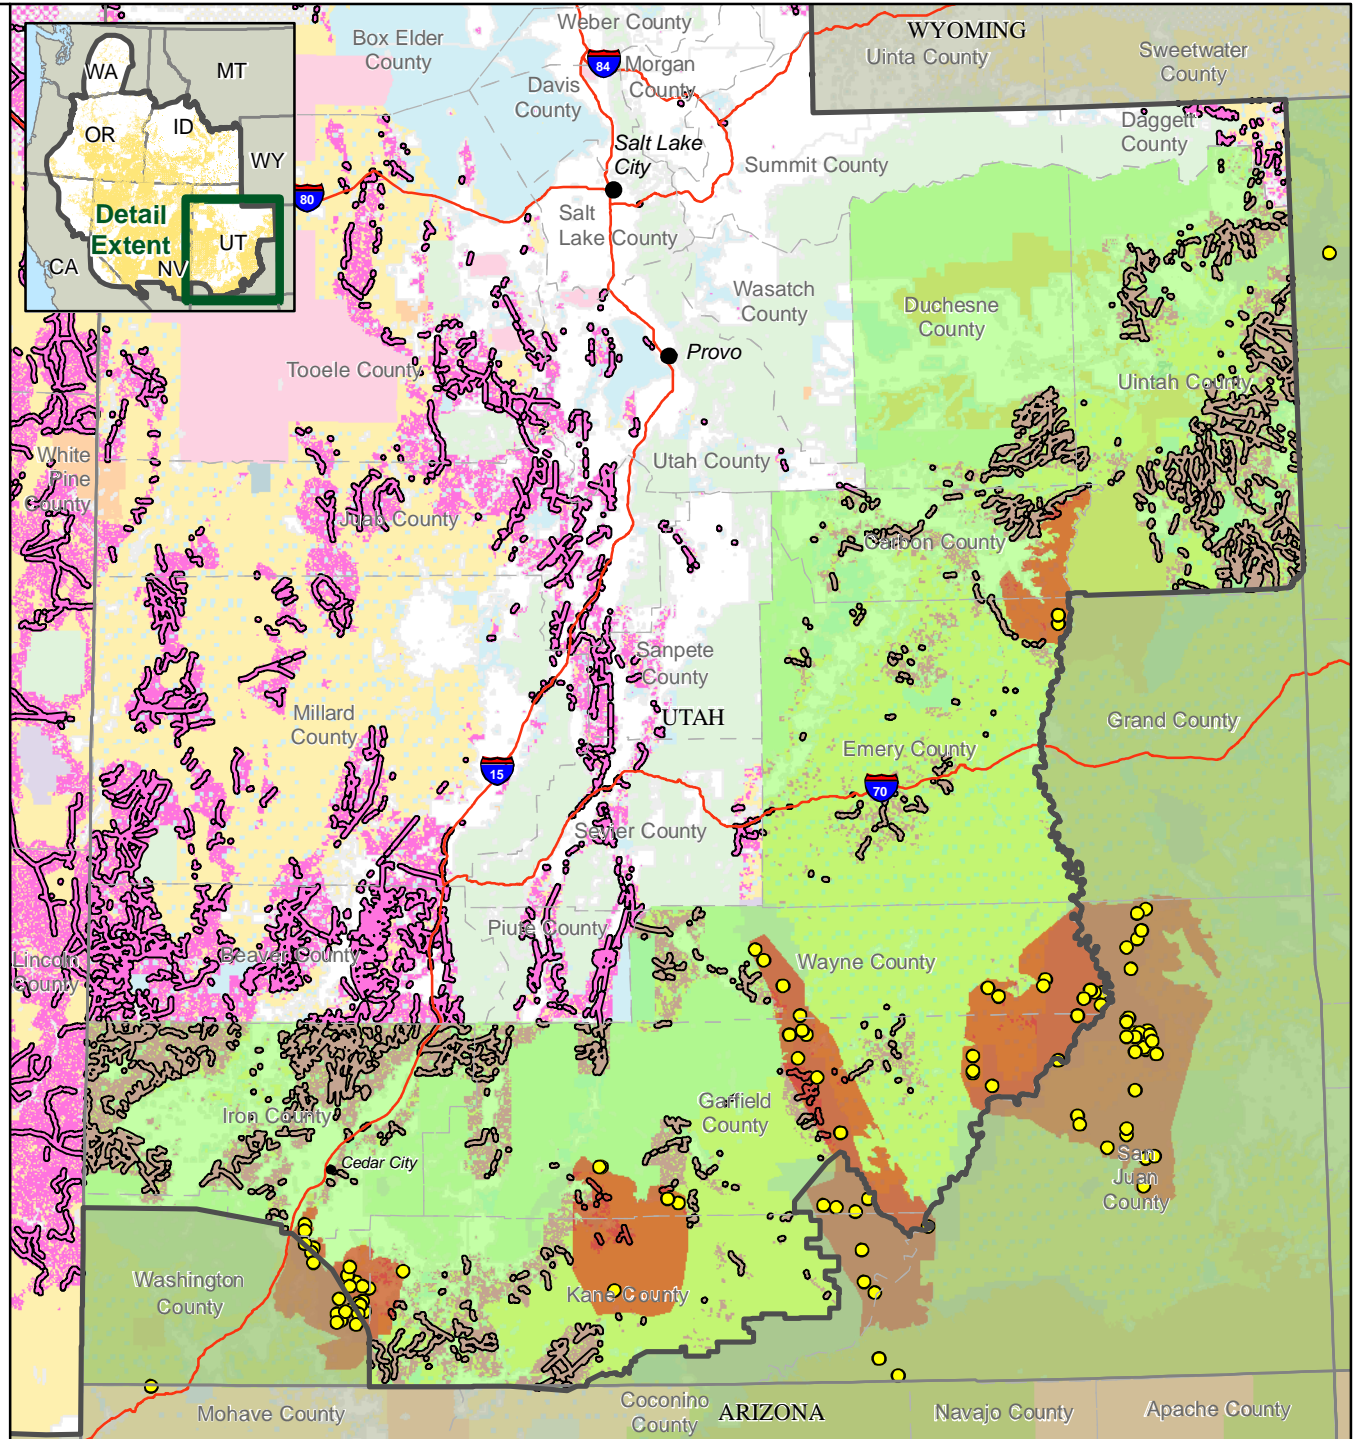 WA
MT
OR
ID
WY
Detail
Extent
UT
CA
NV
Weber County
Box Elder
County
84
Morgan
County
Davis
County
WYOMING
Uinta County
Sweetwater
County
Daggett
County
Salt Lake
City
Summit County
80
Salt
Lake County
Wasatch
County
Duchesne
County
Provo
Tooele County
Uintah County
White
Pine
County
Utah County
Juab County
Carbon County
Sanpete
County
Millard
County
UTAH
Grand County
Emery County
15
70
Sevier County
Piute County
Beaver County
Lincoln
County
Wayne County
Garfield
County
Iron County
Cedar City
San
Juan
County
Washington
County
Kane County
Mohave County
Coconino
County
ARIZONA
Navajo County
Apache County